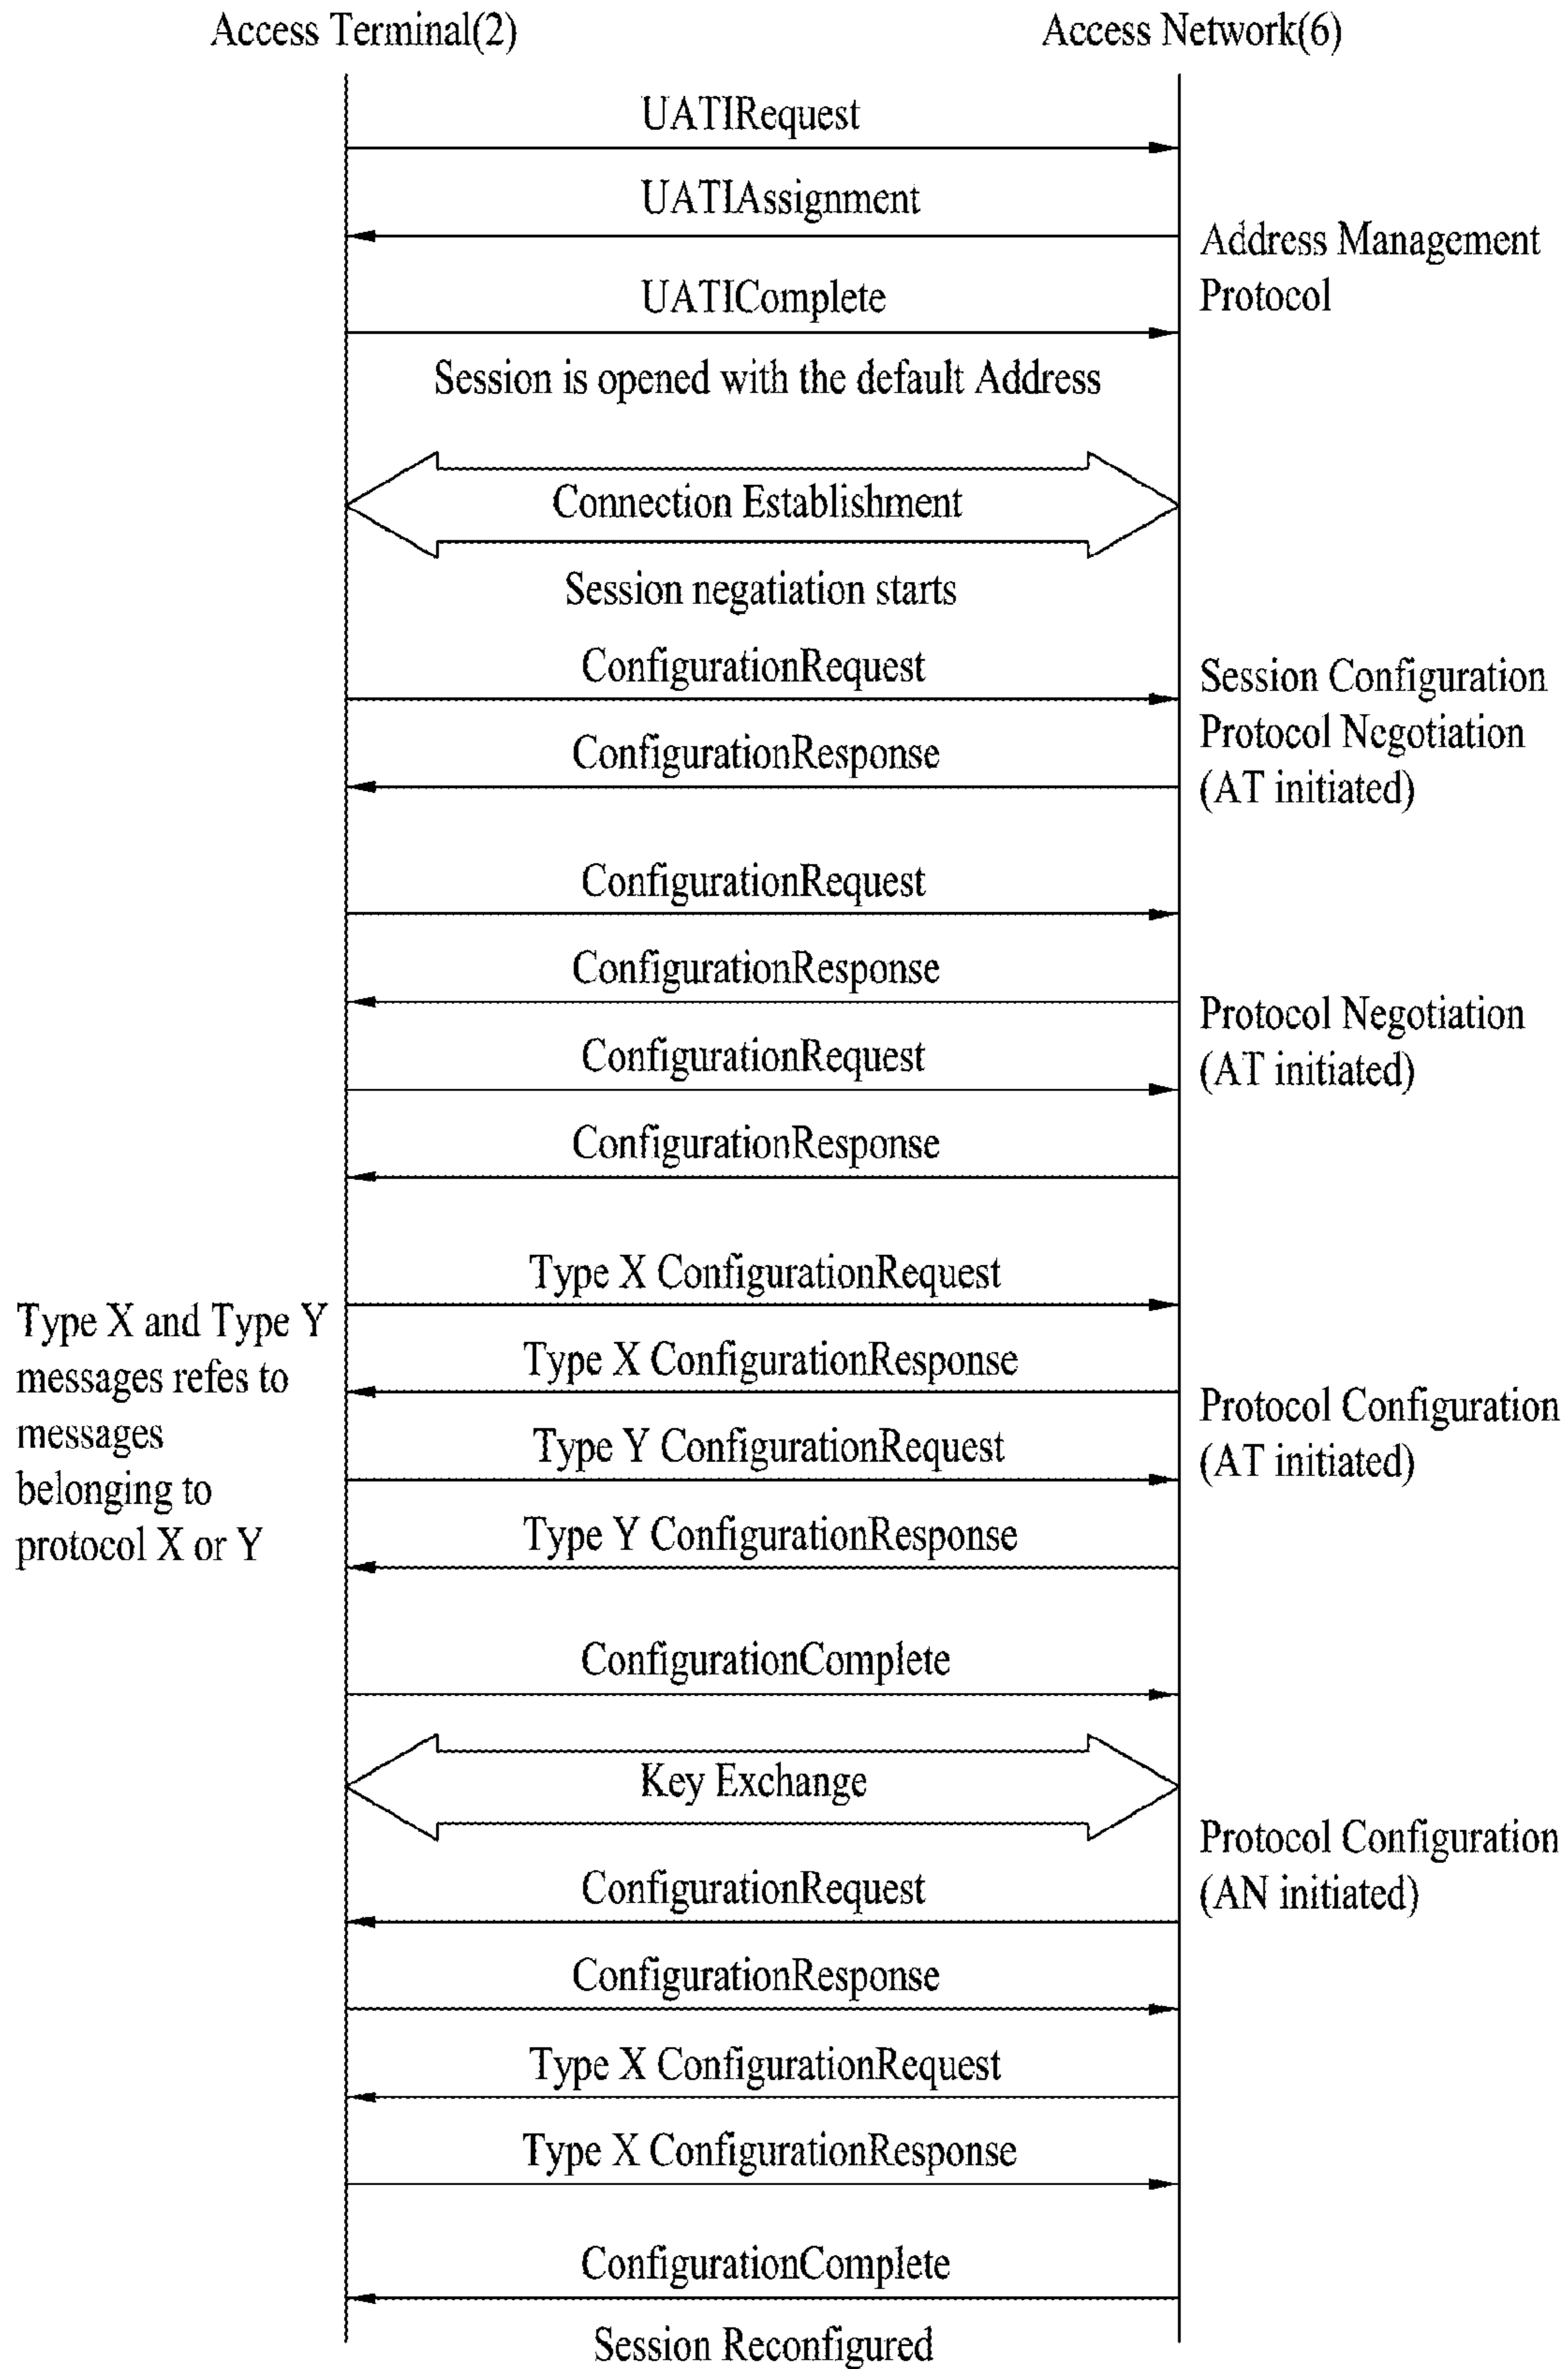 Access Terminal(2)
Access Network(6)
UATIRequest
UATIAssignment
Address Management
Protocol
UATIComplete
Session is opened with the default Address
Connection Establishment
Session negatiation starts
ConfigurationRequest
Session Configuration
Protocol Negotiation
(AT initiated)
ConfigurationResponse
ConfigurationRequest
ConfigurationResponse
Protocol Negotiation
(AT initiated)
ConfigurationRequest
ConfigurationResponse
Type X ConfigurationRequest
Type X and Type Y
messages refes to
messages
belonging to
protocol X or Y
Type X ConfigurationResponse
Protocol Configuration
(AT initiated)
Type Y ConfigurationRequest
Type Y ConfigurationResponse
ConfigurationComplete
Key Exchange
Protocol Configuration
(AN initiated)
ConfigurationRequest
ConfigurationResponse
Type X ConfigurationRequest
Type X ConfigurationResponse
ConfigurationComplete
Session Reconfigured